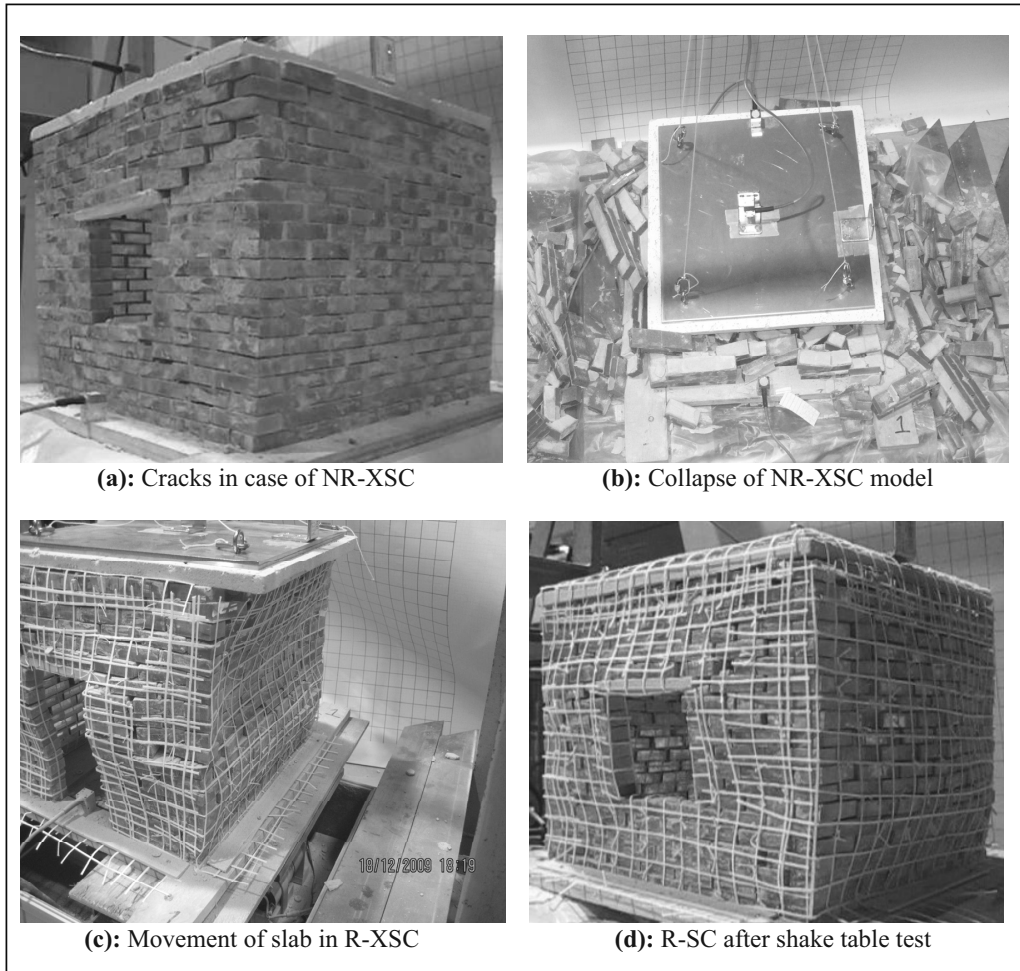 (a): Cracks in case of NR-XSC
(b): Collapse of NR-XSC model
1
18/12/2009 18:19
(c): Movement of slab in R-XSC
(d): R-SC after shake table test